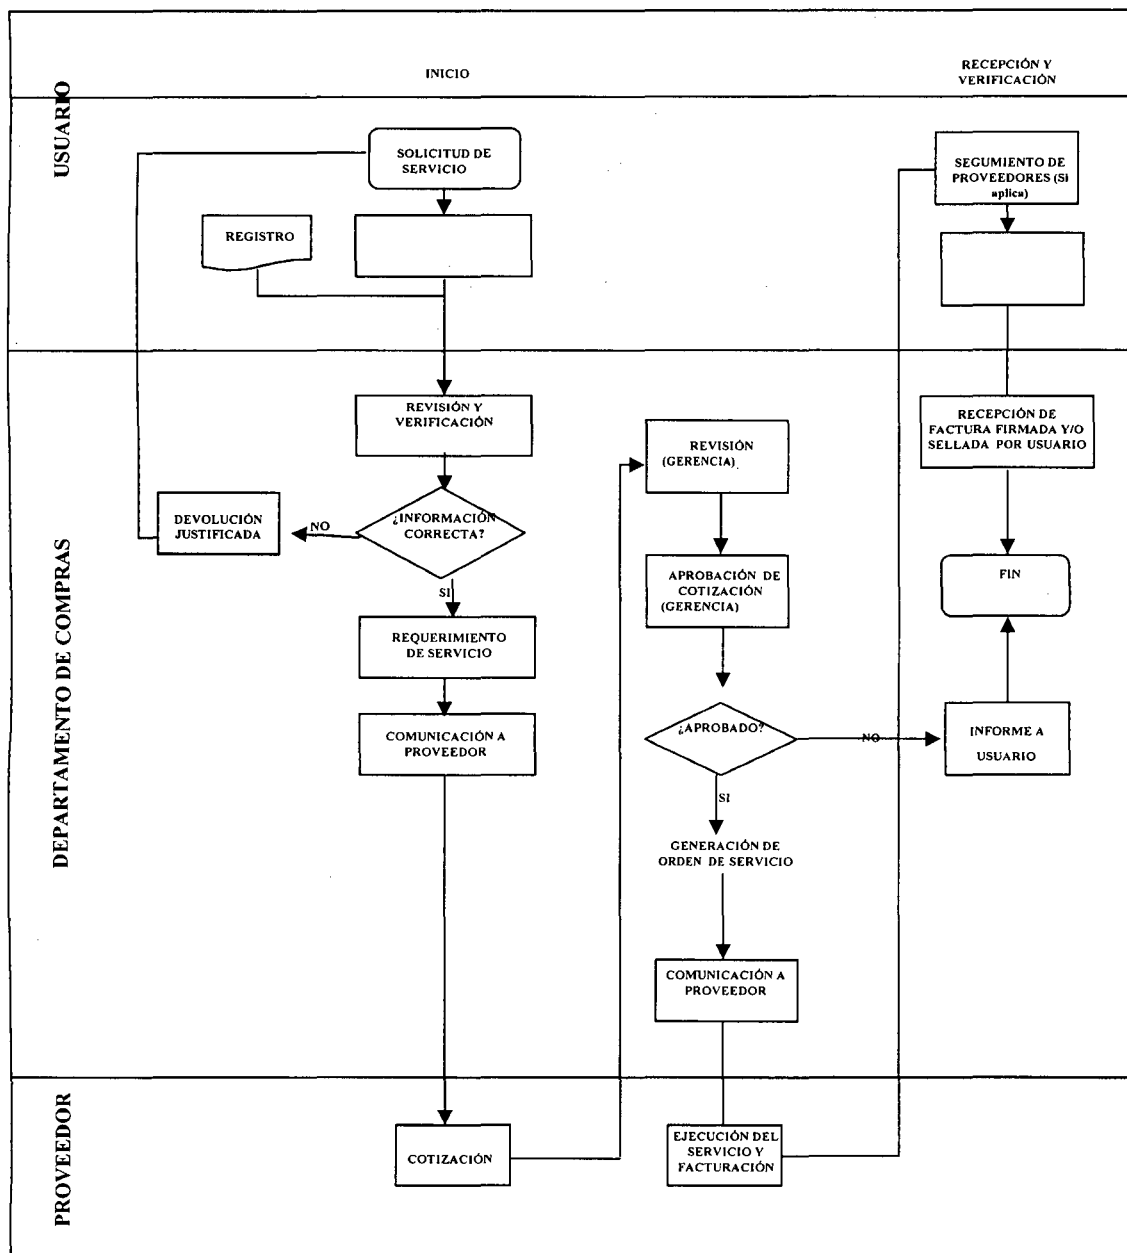 INICIO
RECEPCIÓN Y
VERIFICACIÓN
USUARIO
SOLICITUD DE
SERVICIO
SEGUMIENTO DE
PROVEEDORES (Si
aplica)
REGISTRO
DEPARTAMENTO DE COMPRAS
REVISIÓN Y
VERIFICACIÓN
RECEPCIÓN DE
FACTURA FIRMADA Y/O
SELLADA POR USUARIO
REVISIÓN
(GERENCIA)
DEVOLUCIÓN
JUSTIFICADA
NO
¿INFORMACIÓN
CORRECTA?
SI
APROBACIÓN DE
COTIZACIÓN
(GERENCIA)
FIN
REQUERIMIENTO
DE SERVICIO
COMUNICACIÓN A
PROVEEDOR
¿APROBADO?
NO
INFORME A
USUARIO
SI
GENERACIÓN DE
ORDEN DE SERVICIO
COMUNICACIÓN A
PROVEEDOR
PROVEEDOR
COTIZACIÓN
EJECUCIÓN DEL
SERVICIO Y
FACTURACIÓN